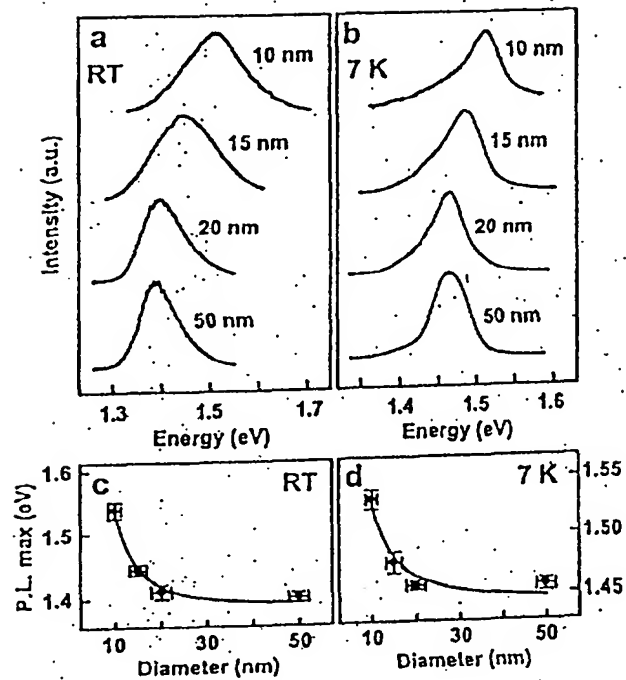 a
RT
10 nm
15 nm
20 nm
50 nm
Intensity (a.u.)
1.3
1.5
1.7
Energy (eV)
b
7 K
10 nm
15 nm
20 nm
50 nm
1.4
1.5
1.6
Energy (eV)
c
RT
1.6
1.5
1.4
P.L. max (eV)
10
30
50
Diameter (nm)
d
7 K
1.55
1.50
1.45
10
30
50
Diameter (nm)